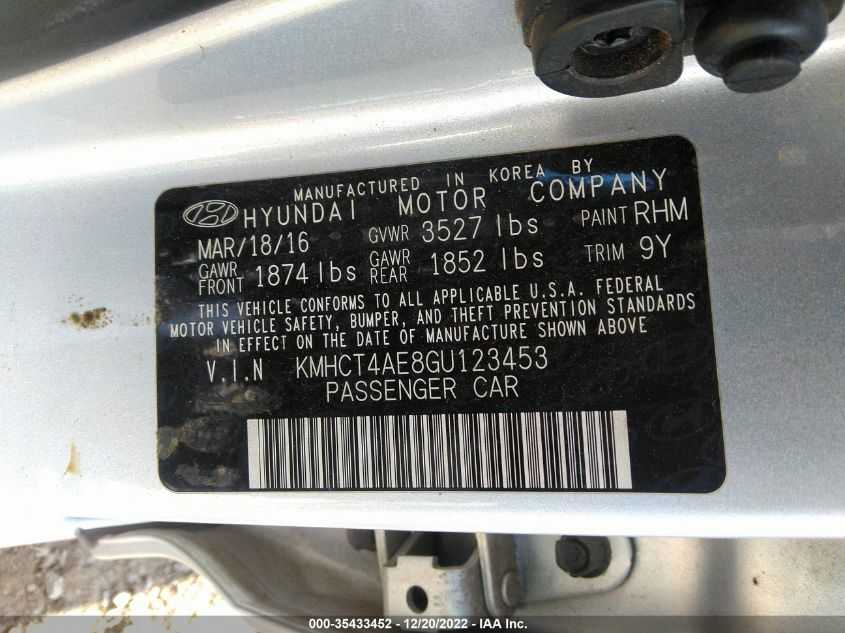 MANUFACTURED IN KOREA BY
HYUNDAI MOTOR COMPANY
MAR/18/16 GVWR 3527 lbs PAINT RHM
GAWR FRONT 1874 lbs GAWR REAR 1852 lbs TRIM 9Y
THIS VEHICLE CONFORMS TO ALL APPLICABLE U.S.A. FEDERAL
MOTOR VEHICLE SAFETY, BUMPER, AND THEFT PREVENTION STANDARDS
IN EFFECT ON THE DATE OF MANUFACTURE SHOWN ABOVE
V.I.N KMHCT4AE8GU123453
PASSENGER CAR
000-35433452 - 12/20/2022 - IAA Inc.